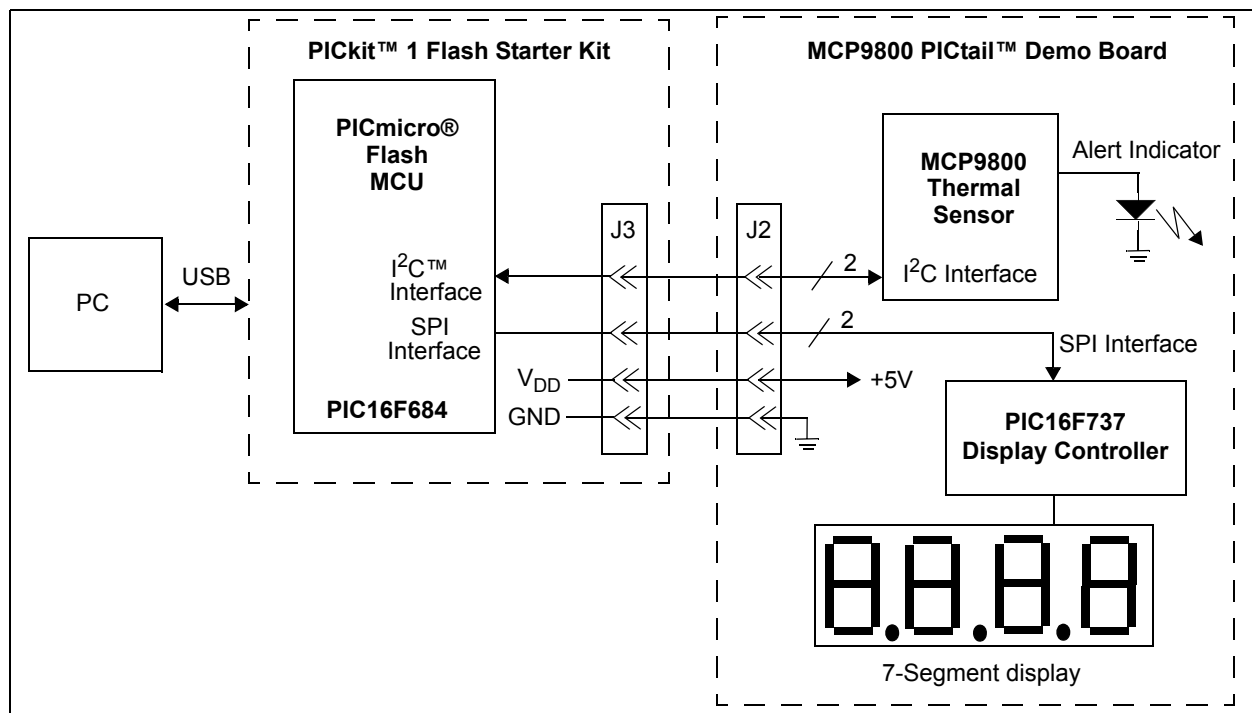 PICkit™ 1 Flash Starter Kit
MCP9800 PICtail™ Demo Board
PICmicro®
Flash
MCU
MCP9800
Thermal
Sensor
Alert Indicator
J3
J2
PC
USB
I²C™
Interface
2
I²C Interface
SPI
Interface
2
SPI Interface
V_DD
+5V
PIC16F684
GND
PIC16F737
Display Controller
8.8.8.8
7-Segment display